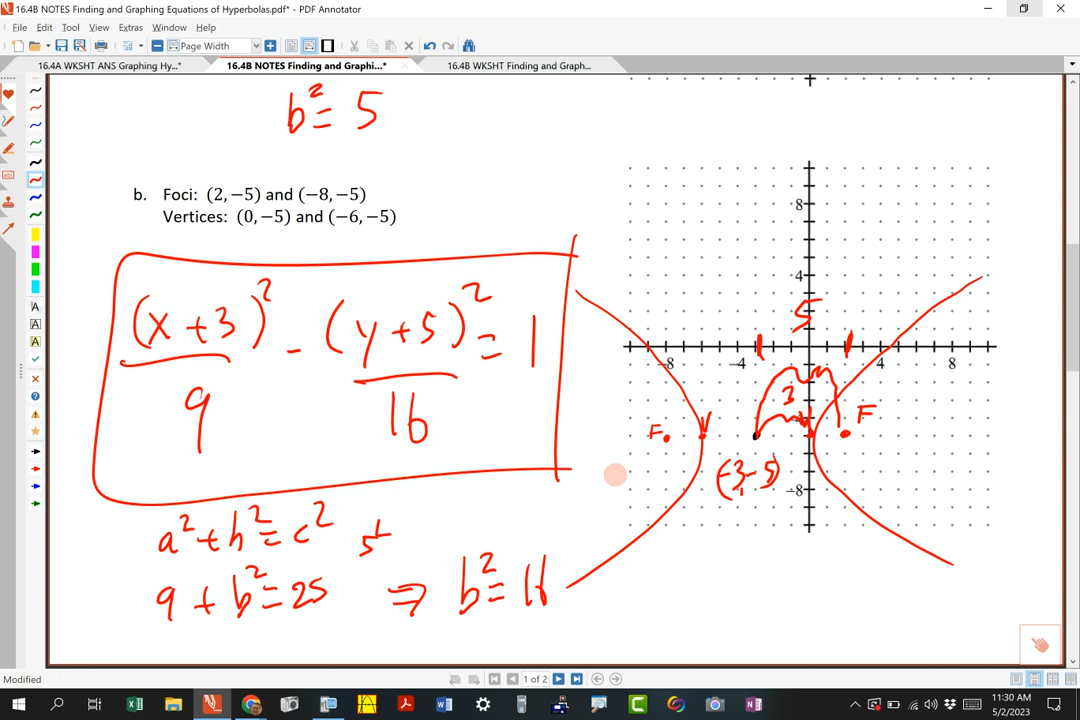 16.4B NOTES Finding and Graphing Equations of Hyperbolas.pdf* - PDF Annotator
File Edit Tool View Extras Window Help
Page Width
16.4A WKSHT ANS Graphing Hy...*
16.4B NOTES Finding and Graphi...*
16.4B WKSHT Finding and Graph...
b² = 5
b. Foci: (2, −5) and (−8, −5)
Vertices: (0, −5) and (−6, −5)
(x + 3)² / 9 - (y + 5)² / 16 = 1
8
4
5
-8
-4
4
8
3
F
V
F
(-3, -5)
-8
a² + b² = c²
9 + b² = 25 ⇒ b² = 16
Modified
1 of 2
11:30 AM
5/2/2023